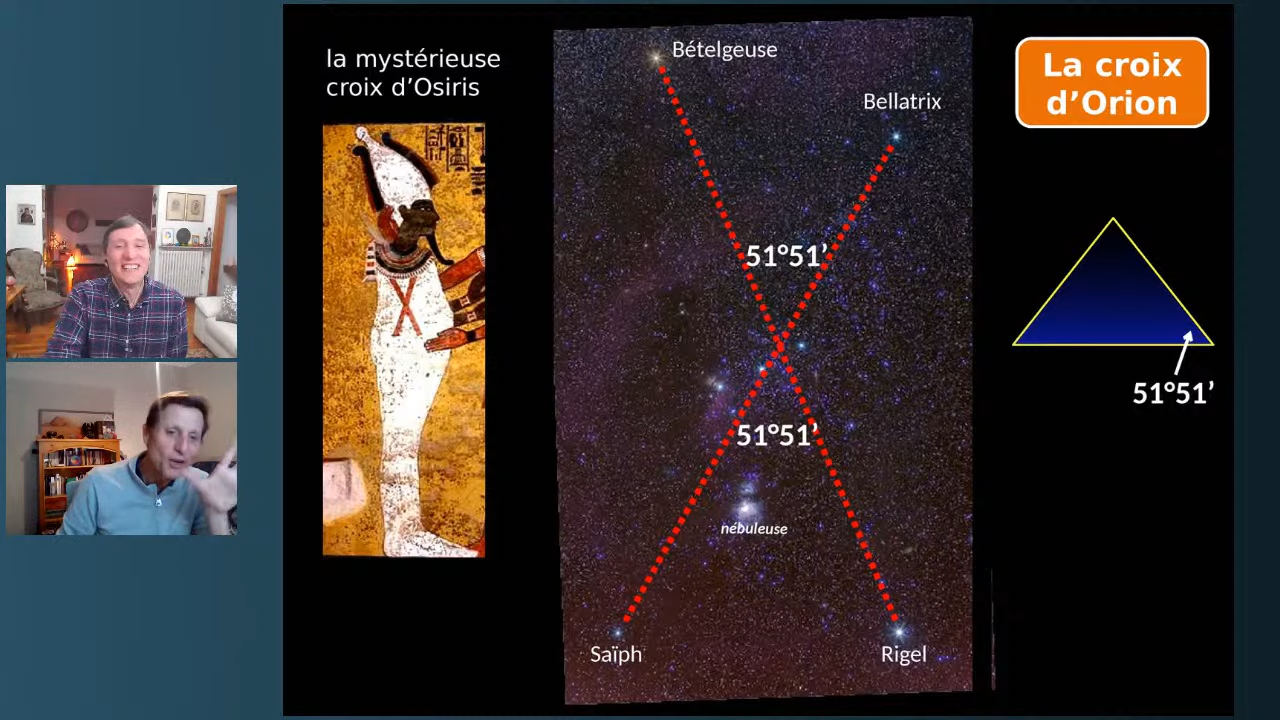 la mystérieuse
croix d’Osiris
Bételgeuse
Bellatrix
La croix
d’Orion
51°51’
51°51’
51°51’
nébuleuse
Saïph
Rigel